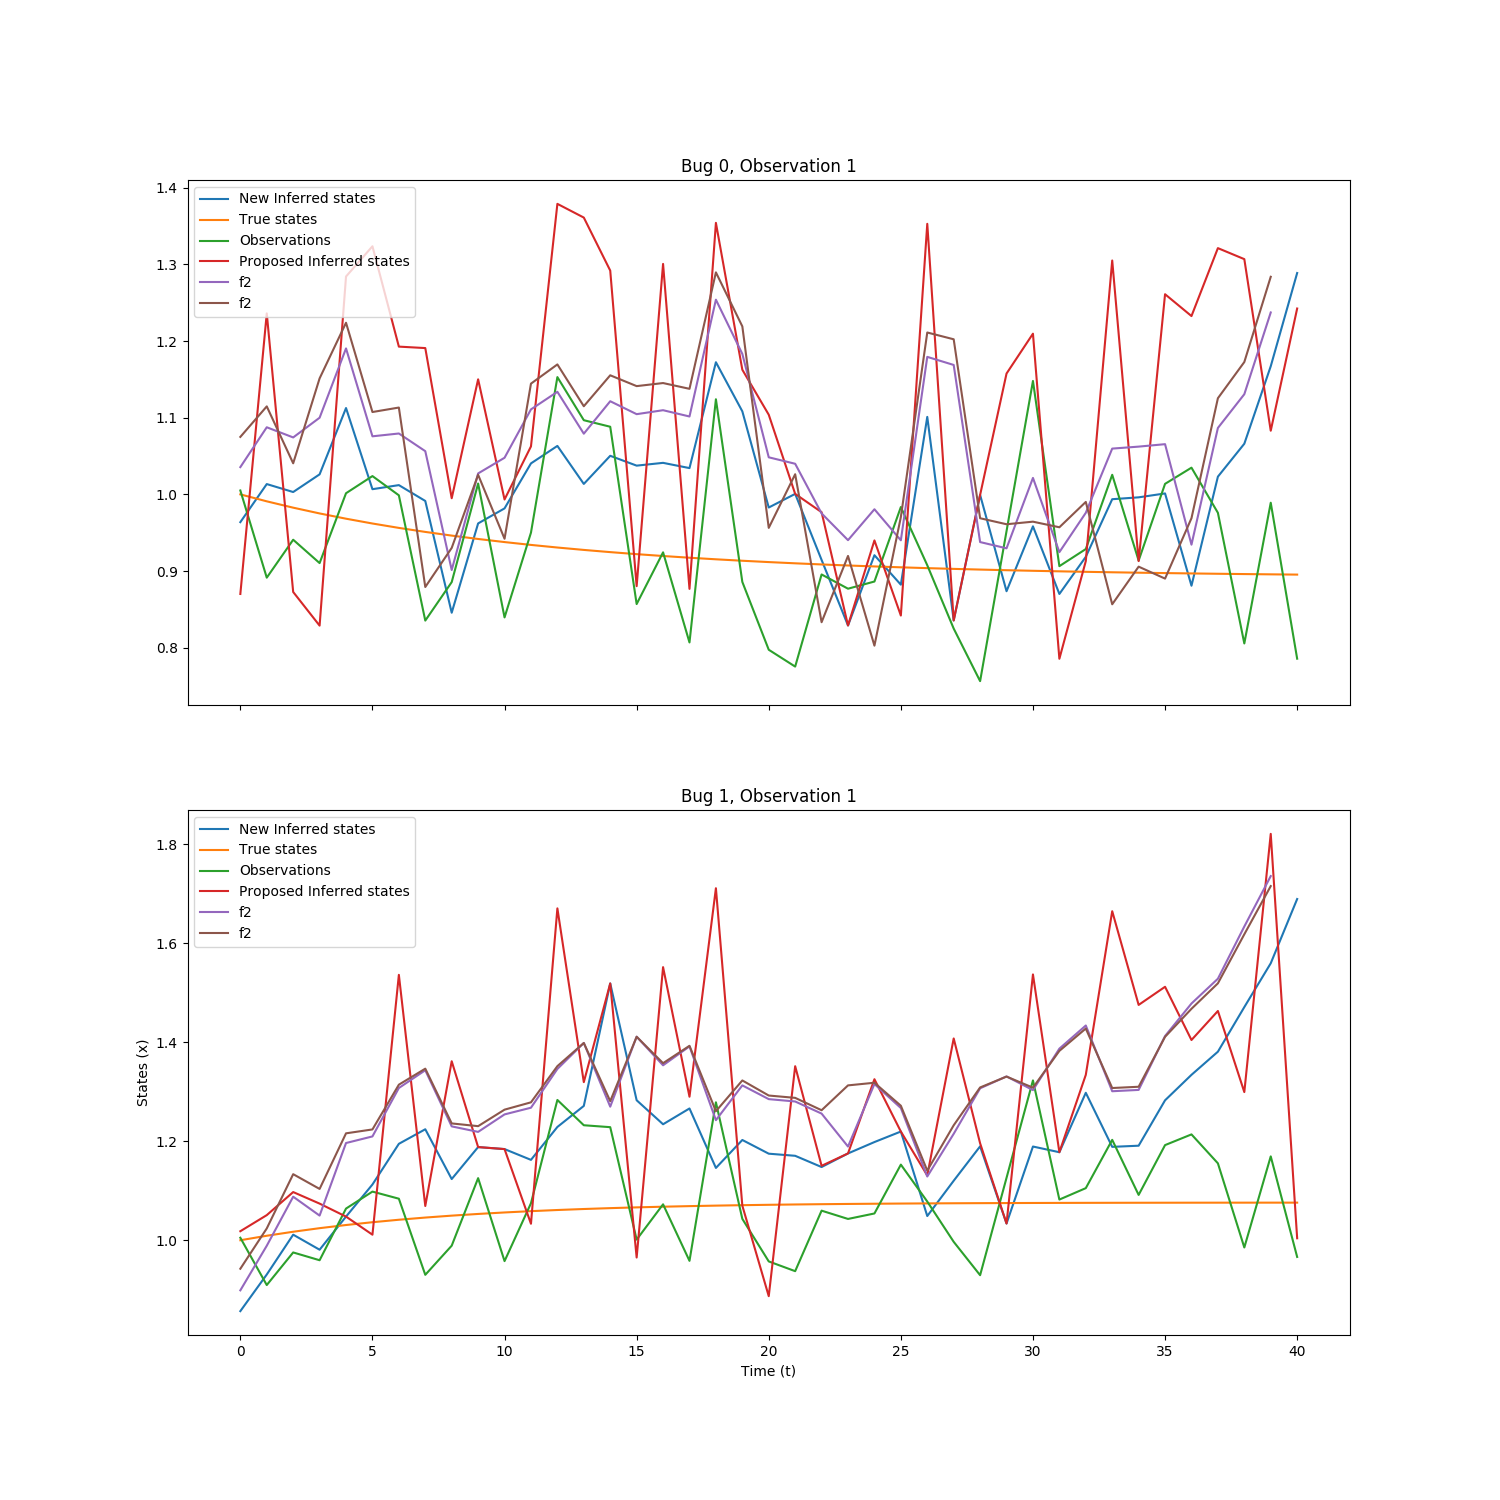 Bug 0, Observation 1
1.4
1.3
1.2
1.1
1.0
0.9
0.8
New Inferred states
True states
Observations
Proposed Inferred states
f2
f2
Bug 1, Observation 1
1.8
1.6
1.4
1.2
1.0
States (x)
New Inferred states
True states
Observations
Proposed Inferred states
f2
f2
0 5 10 15 20 25 30 35 40
Time (t)